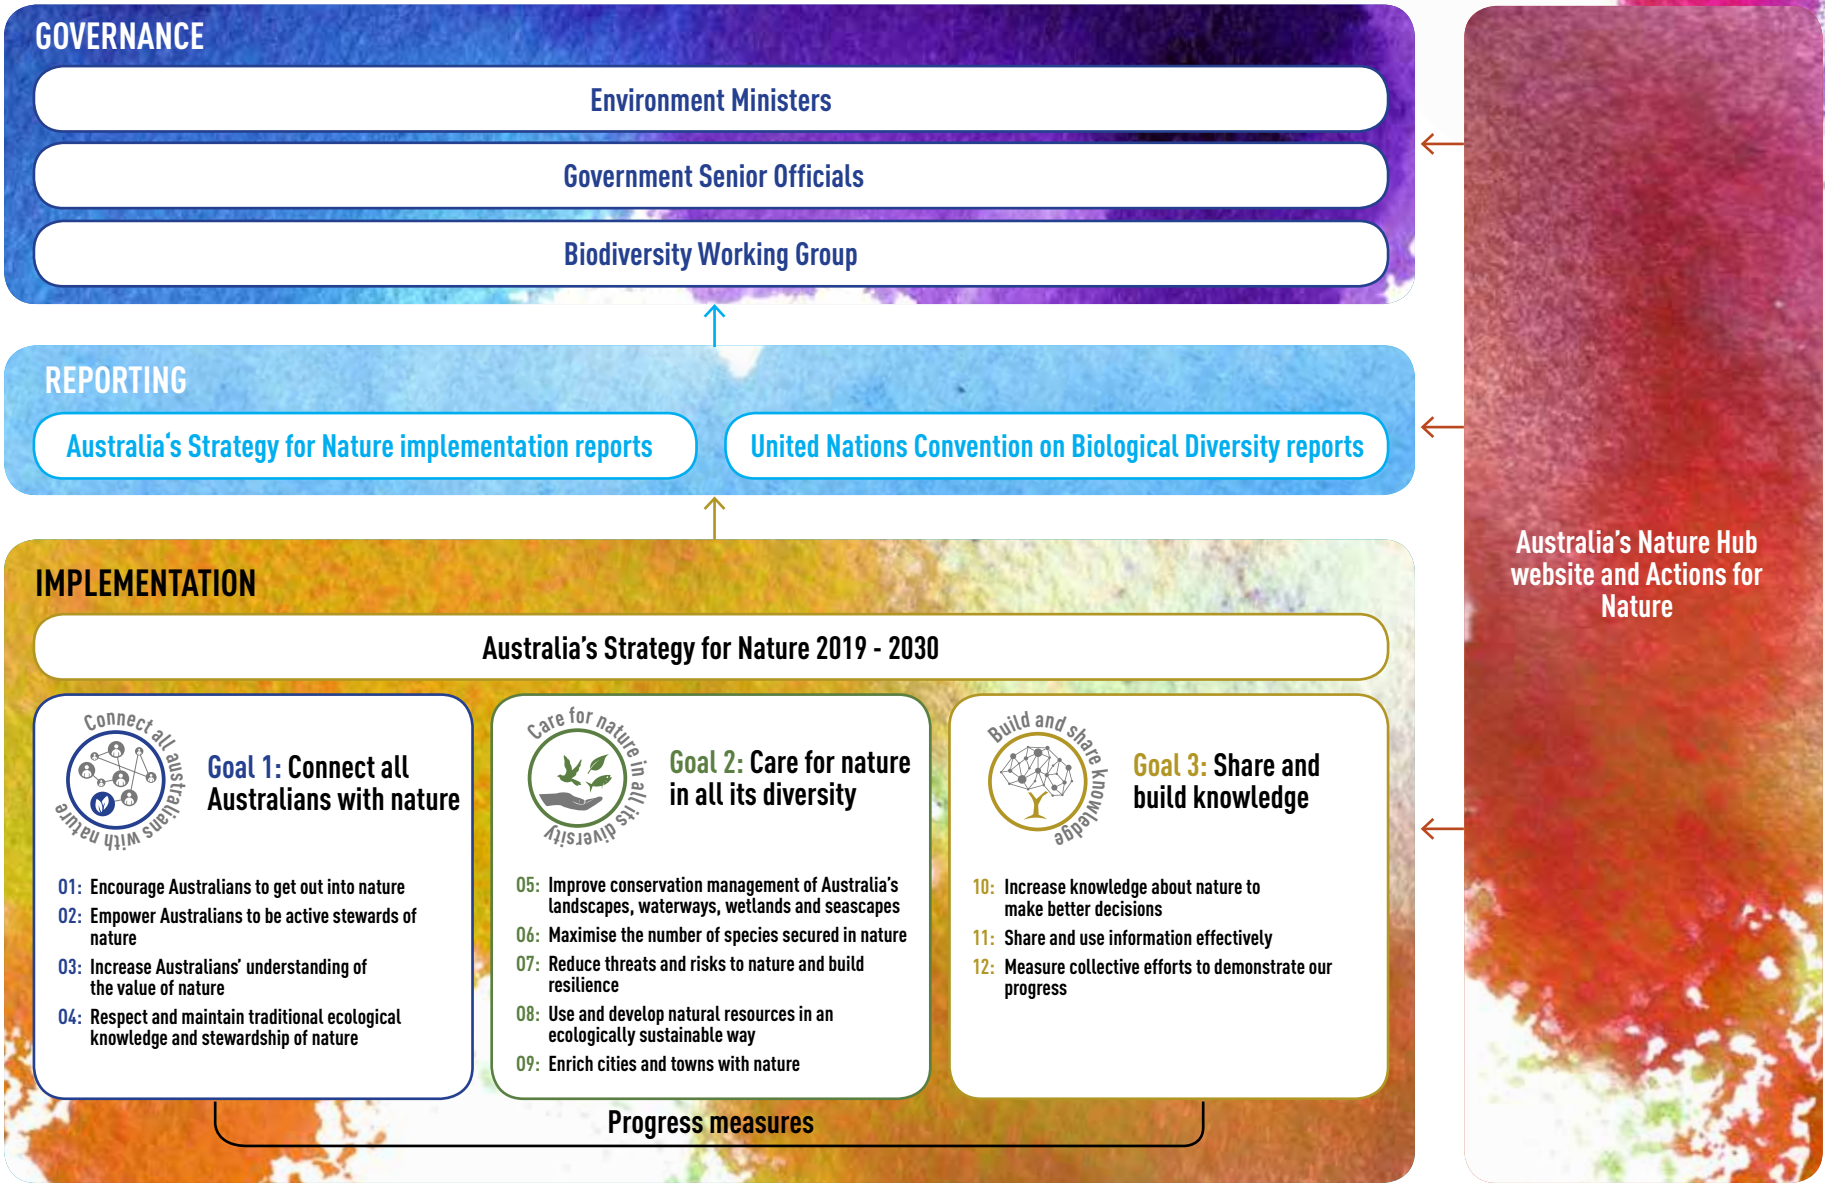 GOVERNANCE
Environment Ministers
Government Senior Officials
Biodiversity Working Group
REPORTING
Australia's Strategy for Nature implementation reports
United Nations Convention on Biological Diversity reports
IMPLEMENTATION
Australia’s Strategy for Nature 2019 - 2030
Connect all australians with nature
Goal 1: Connect all
Australians with nature
01: Encourage Australians to get out into nature
02: Empower Australians to be active stewards of
nature
03: Increase Australians’ understanding of
the value of nature
04: Respect and maintain traditional ecological
knowledge and stewardship of nature
Care for nature in all its diversity
Goal 2: Care for nature
in all its diversity
05: Improve conservation management of Australia’s
landscapes, waterways, wetlands and seascapes
06: Maximise the number of species secured in nature
07: Reduce threats and risks to nature and build
resilience
08: Use and develop natural resources in an
ecologically sustainable way
09: Enrich cities and towns with nature
Build and share knowledge
Goal 3: Share and
build knowledge
10: Increase knowledge about nature to
make better decisions
11: Share and use information effectively
12: Measure collective efforts to demonstrate our
progress
Progress measures
Australia’s Nature Hub
website and Actions for
Nature